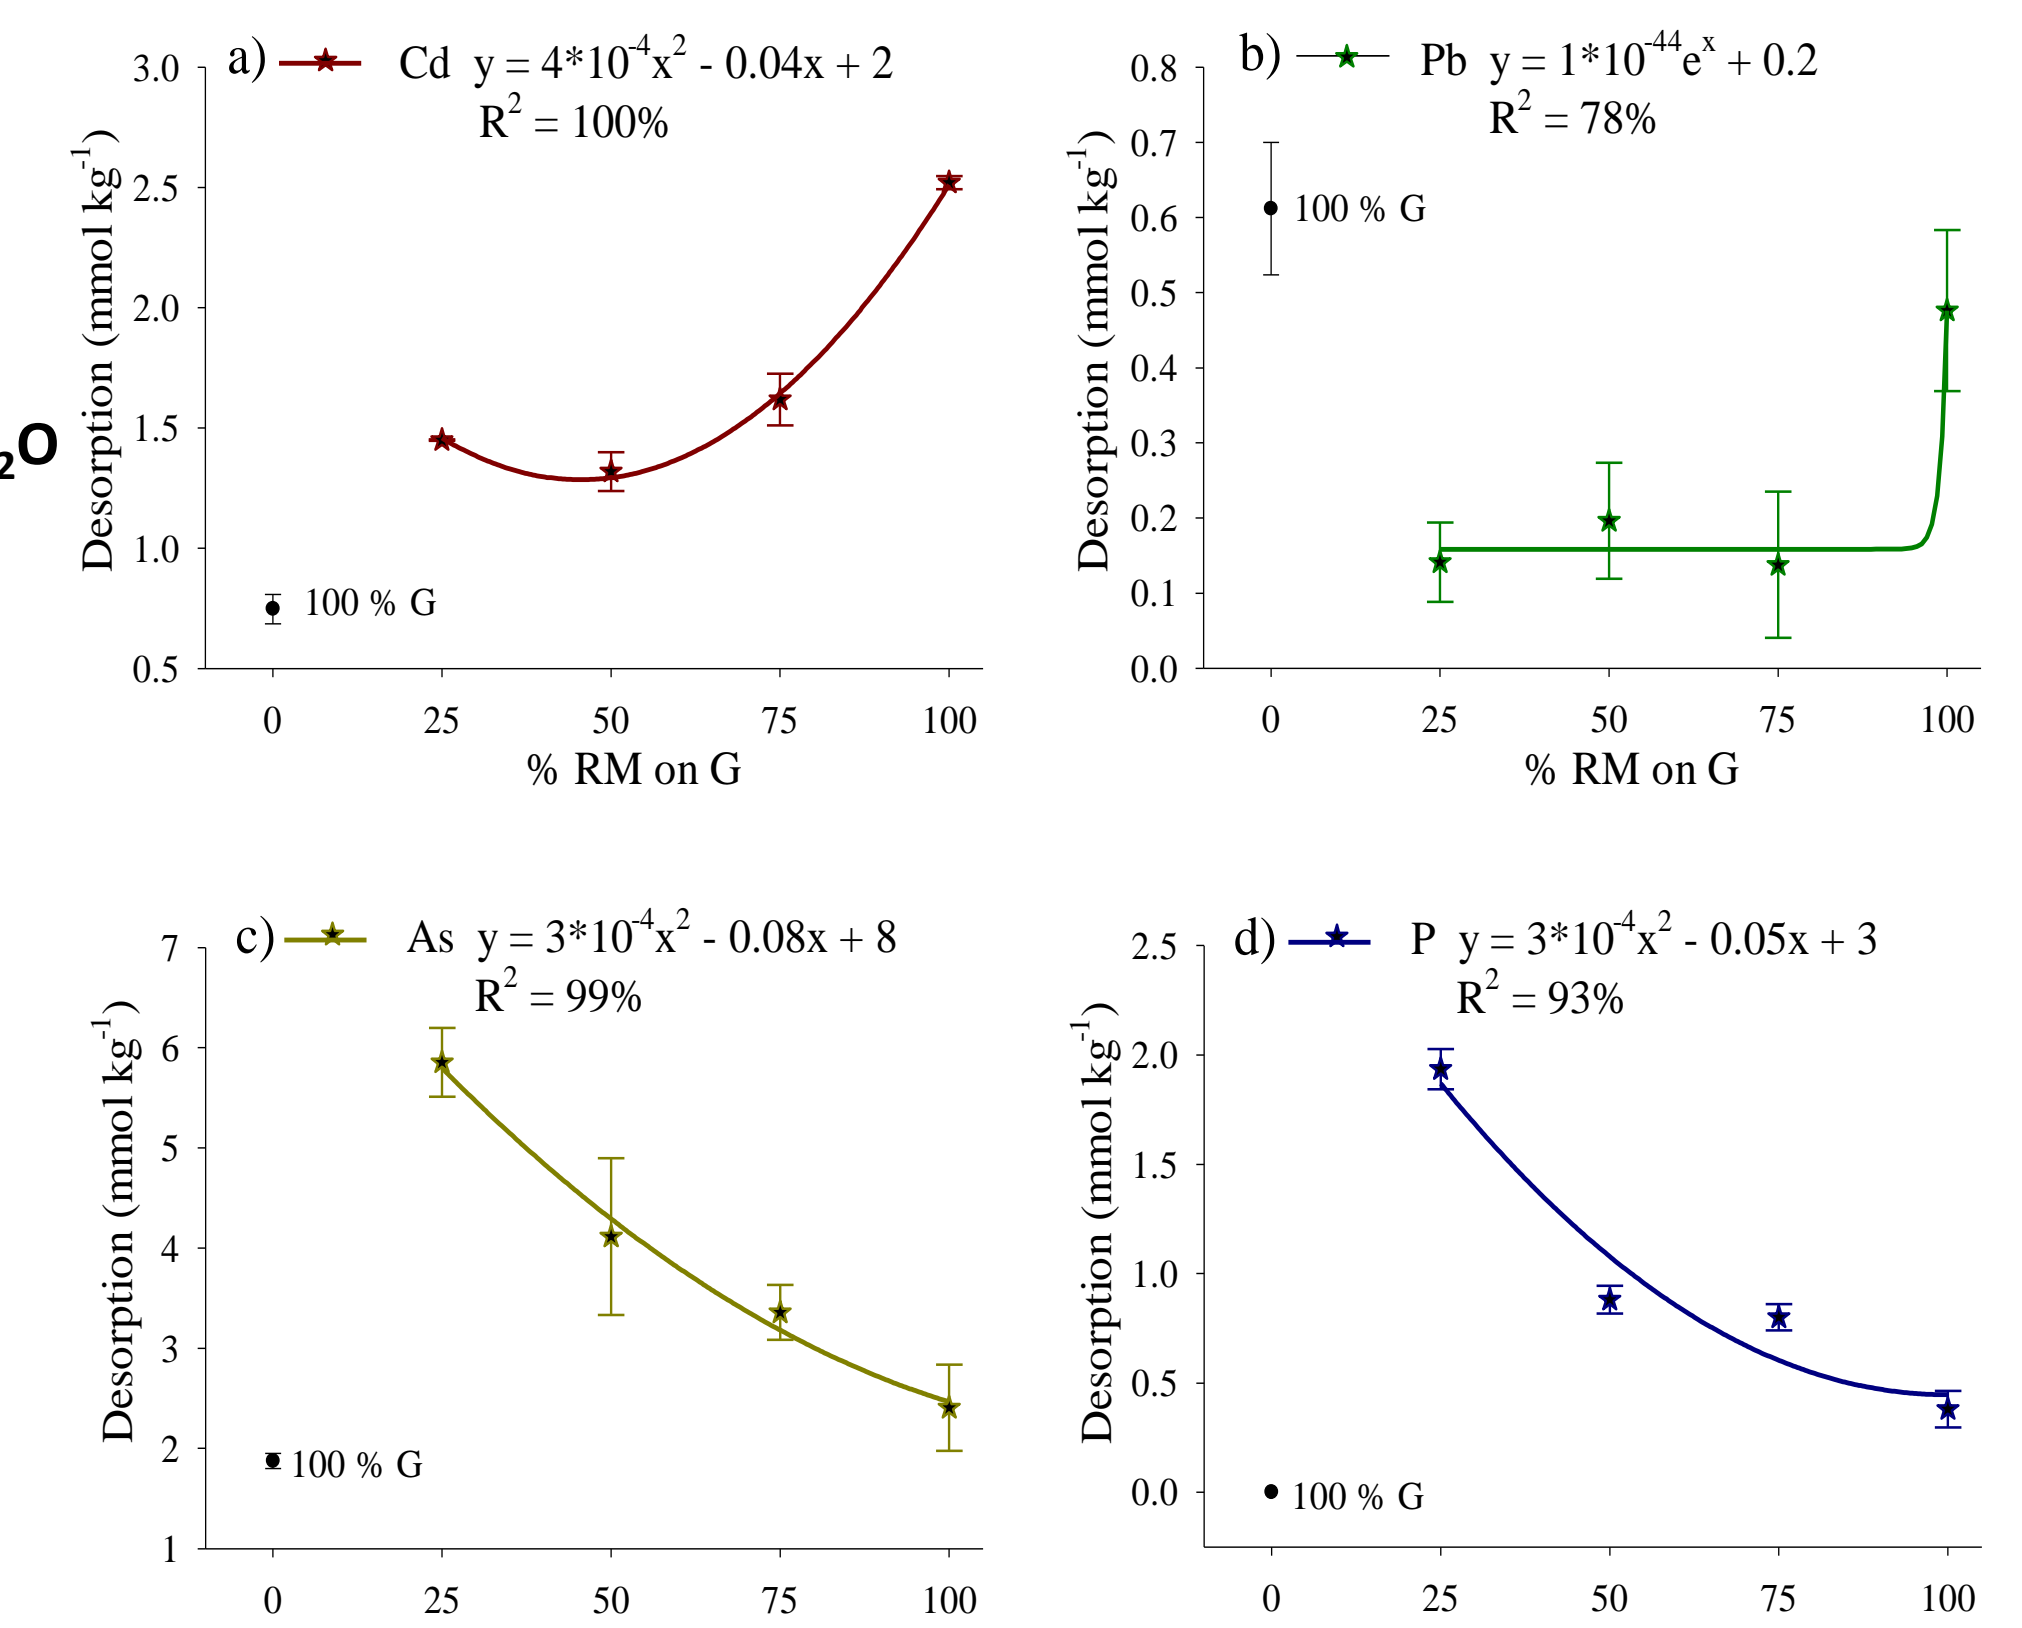 a) Cd y = 4*10⁻⁴x² - 0.04x + 2
R² = 100%
3.0
2.5
2.0
1.5
1.0
0.5
Desorption (mmol kg⁻¹)
₂O
100 % G
0 25 50 75 100
% RM on G
b) Pb y = 1*10⁻⁴⁴eˣ + 0.2
R² = 78%
0.8
0.7
0.6
0.5
0.4
0.3
0.2
0.1
0.0
Desorption (mmol kg⁻¹)
100 % G
0 25 50 75 100
% RM on G
c) As y = 3*10⁻⁴x² - 0.08x + 8
R² = 99%
7
6
5
4
3
2
1
Desorption (mmol kg⁻¹)
100 % G
0 25 50 75 100
d) P y = 3*10⁻⁴x² - 0.05x + 3
R² = 93%
2.5
2.0
1.5
1.0
0.5
0.0
Desorption (mmol kg⁻¹)
100 % G
0 25 50 75 100